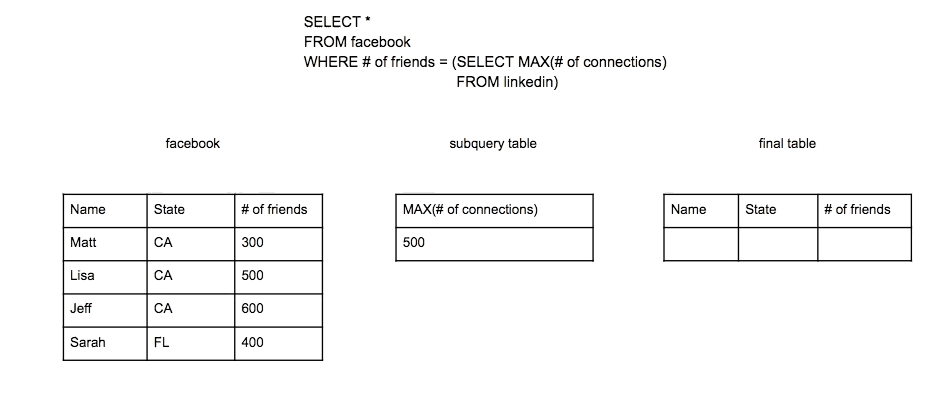 SELECT *
FROM facebook
WHERE # of friends = (SELECT MAX(# of connections)
FROM linkedin)
facebook
subquery table
final table
Name State # of friends
Matt CA 300
Lisa CA 500
Jeff CA 600
Sarah FL 400
MAX(# of connections)
500
Name State # of friends